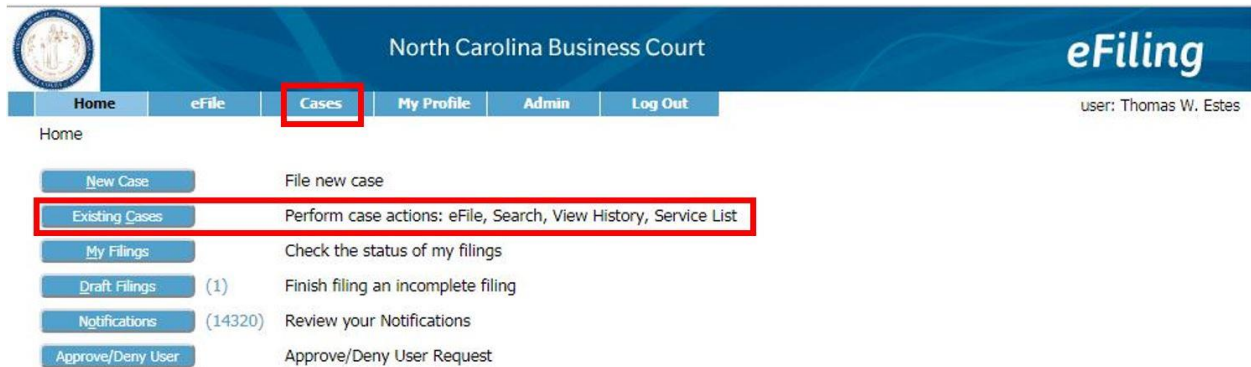 North Carolina Business Court
eFiling
Home eFile Cases My Profile Admin Log Out
user: Thomas W. Estes
Home
New Case File new case
Existing Cases Perform case actions: eFile, Search, View History, Service List
My Filings Check the status of my filings
Draft Filings (1) Finish filing an incomplete filing
Notifications (14320) Review your Notifications
Approve/Deny User Approve/Deny User Request